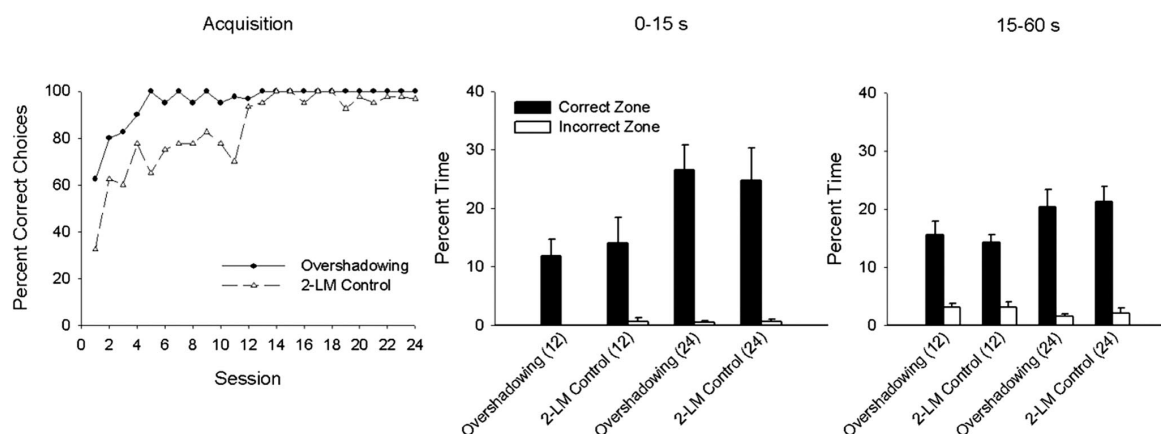 Acquisition
Percent Correct Choices
100
80
60
40
20
0
0 2 4 6 8 10 12 14 16 18 20 22 24
Session
Overshadowing
2-LM Control
0-15 s
Percent Time
40
30
20
10
0
Correct Zone
Incorrect Zone
Overshadowing (12)
2-LM Control (12)
Overshadowing (24)
2-LM Control (24)
15-60 s
Percent Time
40
30
20
10
0
Overshadowing (12)
2-LM Control (12)
Overshadowing (24)
2-LM Control (24)